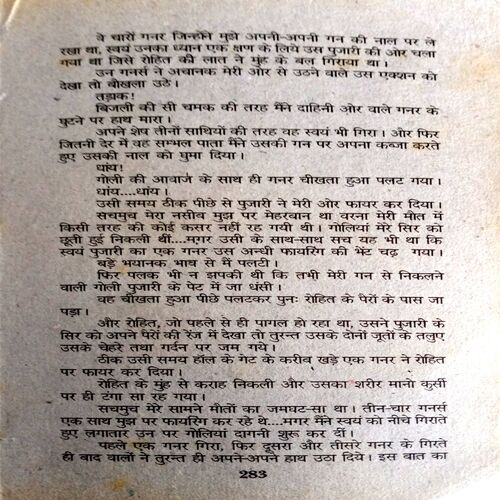 वे चारों गनर जिन्होंने मुझे अपनी-अपनी गन की नाल पर ले
रखा था, स्वयं उनका ध्यान एक क्षण के लिये उस पुजारी की ओर चला
गया था जिसे रोहित की लात ने मुंह के बल गिराया था।
उन गनर्स ने अचानक मेरी ओर से उठने वाले उस एक्शन को
देखा तो बौखला उठे।
तड़ाक!
बिजली की सी चमक की तरह मैंने दाहिनी ओर वाले गनर के
घुटने पर हाथ मारा।
अपने शेष तीनों साथियों की तरह वह स्वयं भी गिरा। और फिर
जितनी देर में वह सम्भल पाता मैंने उसकी गन पर अपना कब्जा करते
हुए उसकी नाल को घुमा दिया।
धांय!
गोली की आवाज के साथ ही गनर चीखता हुआ पलट गया।
धांय....धांय।
उसी समय ठीक पीछे से पुजारी ने मेरी ओर फायर कर दिया।
सचमुच मेरा नसीब मुझ पर मेहरबान था वरना मेरी मौत में
किसी तरह की कोई कसर नहीं रह गयी थी। गोलियां मेरे सिर को
छूती हुई निकली थीं....मगर उसी के साथ-साथ सच यह भी था कि
स्वयं पुजारी का एक गनर उस अन्धी फायरिंग की भेंट चढ़ गया।
बड़े भयानक भाष से मैं पलटी।
फिर पलक भी न झपकी थी कि तभी मेरी गन से निकलने
वाली गोली पुजारी के पेट में जा धंसी।
वह चीखता हुआ पीछे पलटकर पुनः रोहित के पैरों के पास जा
पड़ा।
और रोहित, जो पहले से ही पागल हो रहा था, उसने पुजारी के
सिर को अपने पैरों की रेंज में देखा तो तुरन्त उसके दोनों जूतों के तलुए
उसके चेहरे तथा गर्दन पर जम गये।
ठीक उसी समय हॉल के गेट के करीब खड़े एक गनर ने रोहित
पर फायर कर दिया।
रोहित के मुंह से कराह निकली और उसका शरीर मानो कुर्सी
पर ही टंगा सा रह गया।
सचमुच मेरे सामने मौतों का जमघट-सा था। तीन-चार गनर्स
एक साथ मुझ पर फायरिंग कर रहे थे....मगर मैंने स्वयं को नीचे गिराते
हुए लगातार उन पर गोलियां दागनी शुरू कर दीं।
पहले एक गनर गिरा, फिर दूसरा और तीसरे गनर के गिरते
ही बाद वालों ने तुरन्त ही अपने-अपने हाथ उठा दिये। इस बात का
283